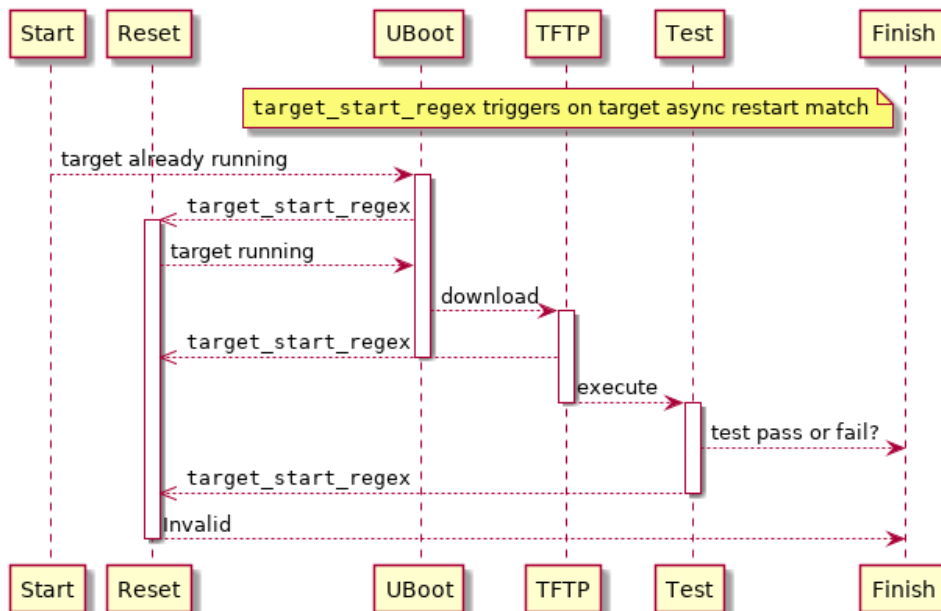 Start Reset UBoot TFTP Test Finish
target_start_regex triggers on target async restart match
target already running
target_start_regex
target running
download
target_start_regex
execute
test pass or fail?
target_start_regex
Invalid
Start Reset UBoot TFTP Test Finish